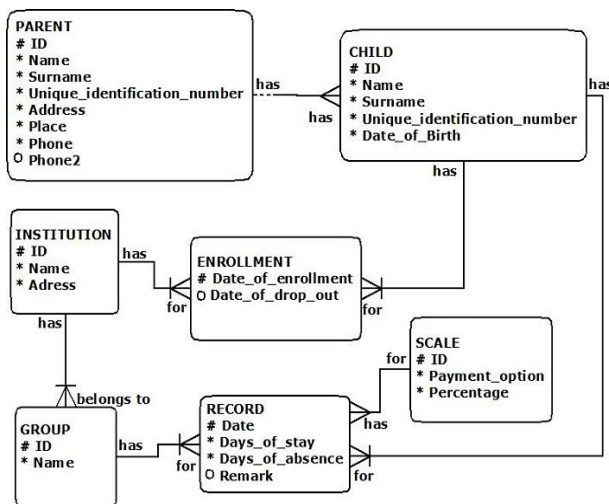 PARENT
# ID
* Name
* Surname
* Unique_identification_number
* Address
* Place
* Phone
O Phone2
has
has
CHILD
# ID
* Name
* Surname
* Unique_identification_number
* Date_of_Birth
has
has
INSTITUTION
# ID
* Name
* Adress
has
has
ENROLLMENT
# Date_of_enrollment
O Date_of_drop_out
for
for
SCALE
# ID
* Payment_option
* Percentage
for
has
belongs to
GROUP
# ID
* Name
has
RECORD
# Date
* Days_of_stay
* Days_of_absence
O Remark
for
for